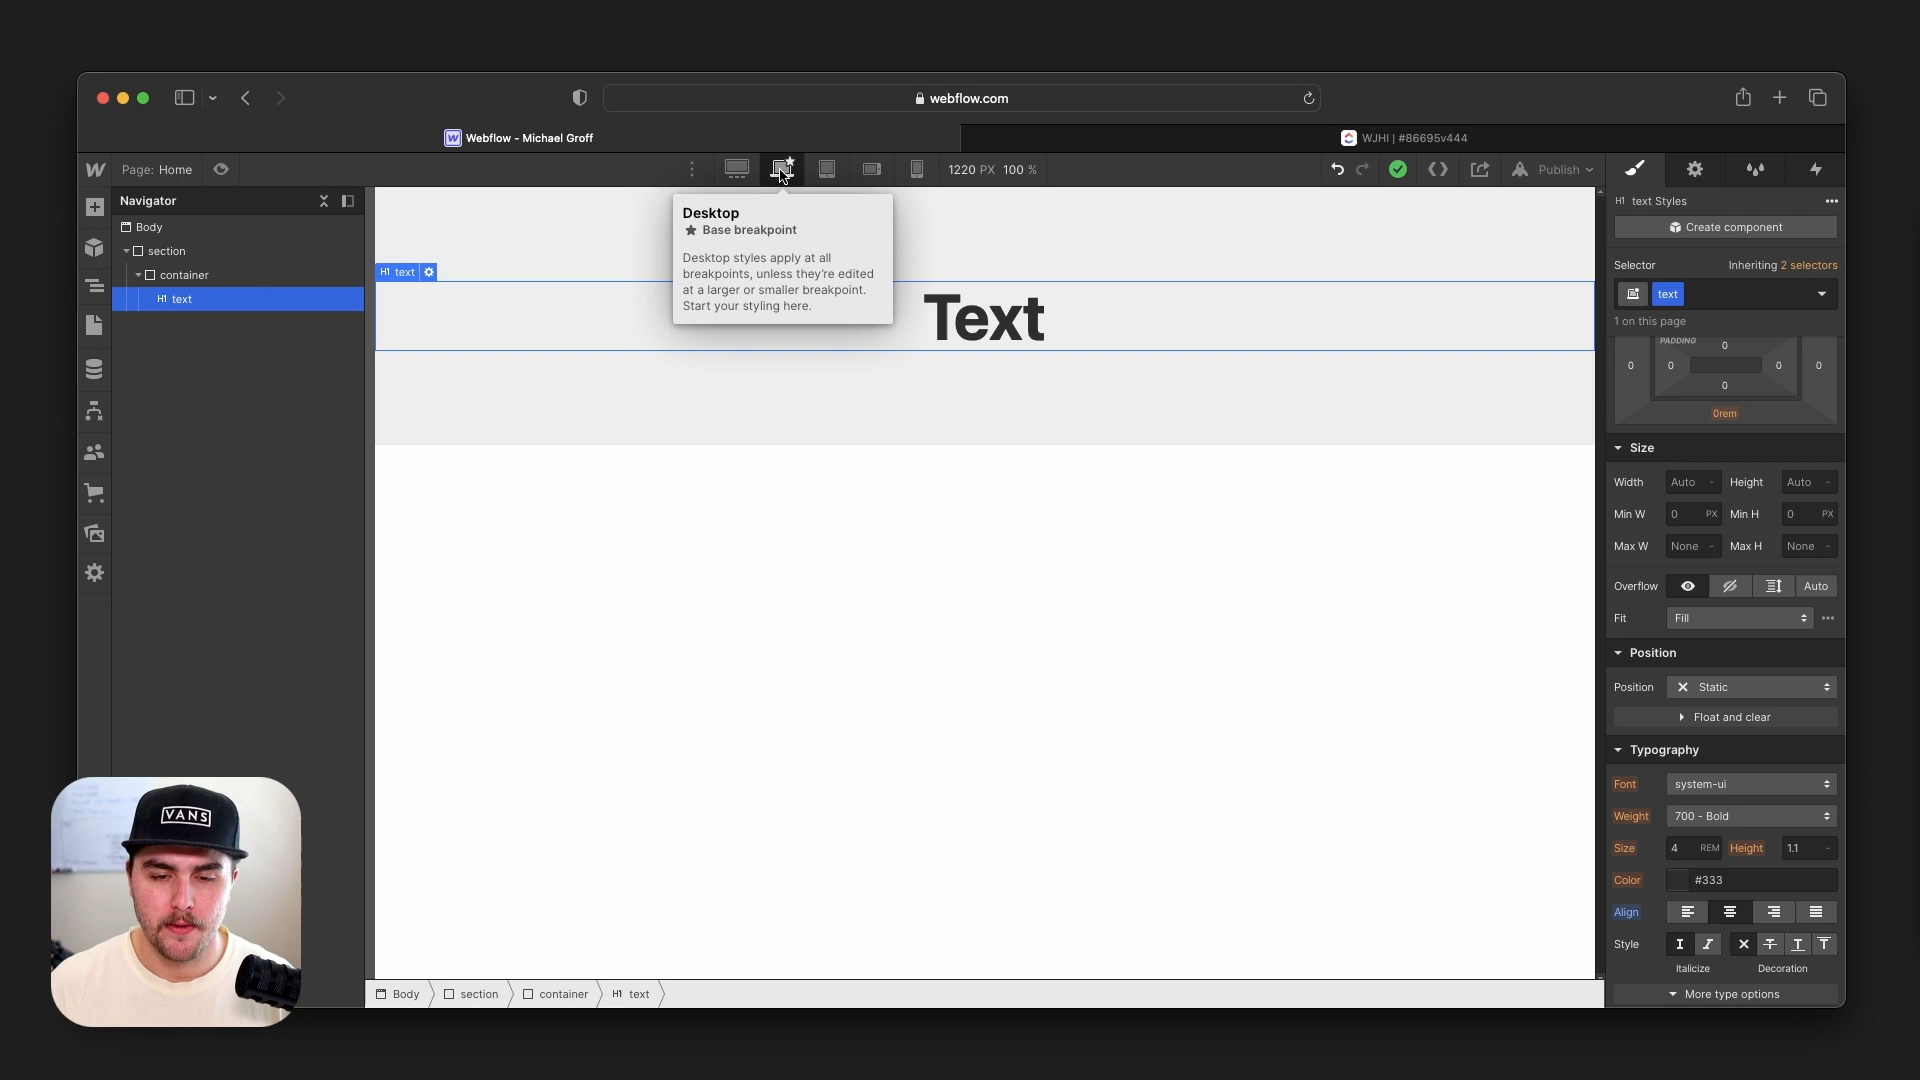 webflow.com
Webflow - Michael Groff
WJHI | #86695v444
Page: Home
1220 PX 100 %
Publish
Navigator
Body
section
container
H1 text
Desktop
Base breakpoint
Desktop styles apply at all
breakpoints, unless they're edited
at a larger or smaller breakpoint.
Start your styling here.
H1 text
Text
H1 text Styles
Create component
Selector
Inheriting 2 selectors
text
1 on this page
PADDING
0
0 0 0 0
0
0rem
Size
Width Auto - Height Auto -
Min W 0 PX Min H 0 PX
Max W None - Max H None -
Overflow Auto
Fit Fill
Position
Position Static
Float and clear
Typography
Font system-ui
Weight 700 - Bold
Size 4 REM Height 1.1 -
Color #333
Align
Style
Italicize Decoration
More type options
VANS
Body section container H1 text